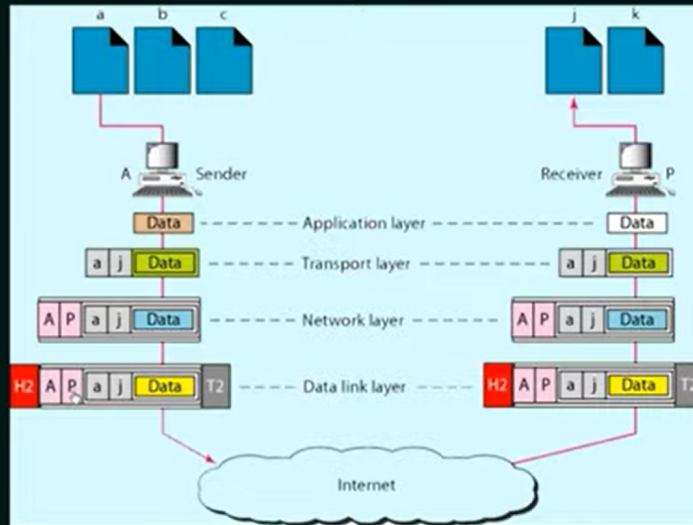 a b c j k
A Sender Receiver P
Data Application layer Data
a j Data Transport layer a j Data
A P a j Data Network layer A P a j Data
H2 A P a j Data T2 Data link layer H2 A P a j Data
Internet